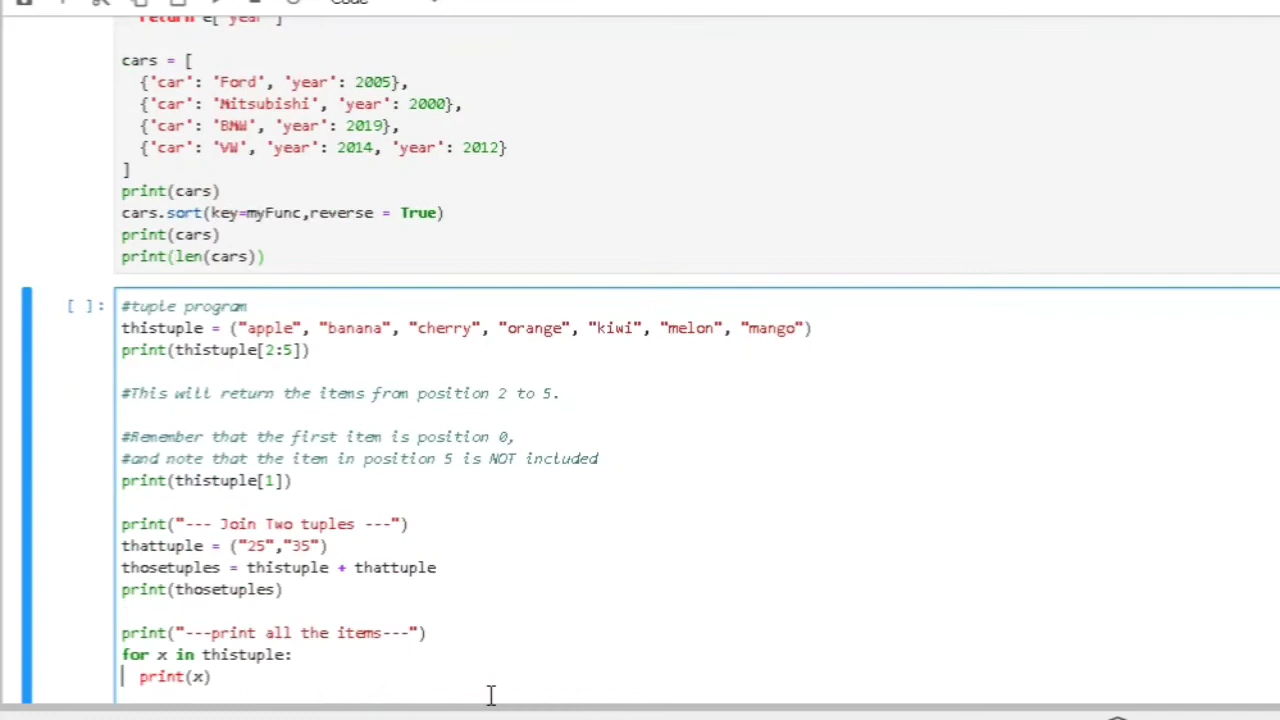 Code
return e['year']
cars = [
{'car': 'Ford', 'year': 2005},
{'car': 'Mitsubishi', 'year': 2000},
{'car': 'BMW', 'year': 2019},
{'car': 'VW', 'year': 2014, 'year': 2012}
]
print(cars)
cars.sort(key=myFunc,reverse = True)
print(cars)
print(len(cars))
[ ]:
#tuple program
thistuple = ("apple", "banana", "cherry", "orange", "kiwi", "melon", "mango")
print(thistuple[2:5])
#This will return the items from position 2 to 5.
#Remember that the first item is position 0,
#and note that the item in position 5 is NOT included
print(thistuple[1])
print("--- Join Two tuples ---")
thattuple = ("25","35")
thosetuples = thistuple + thattuple
print(thosetuples)
print("---print all the items---")
for x in thistuple:
print(x)